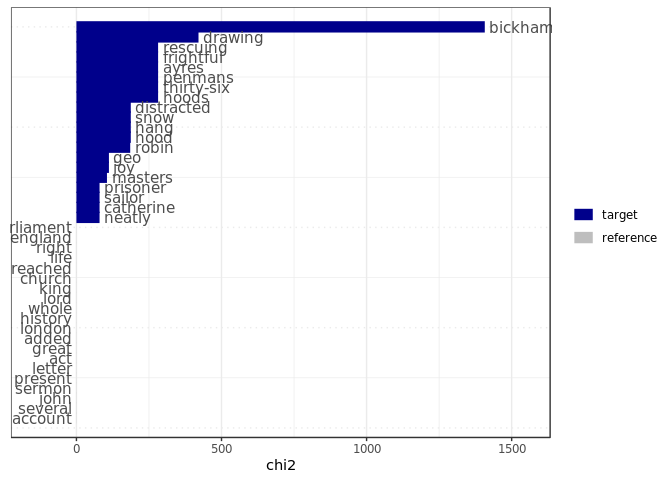 bickham
drawing
rescuing
frightful
ayres
penmans
thirty-six
hoods
distracted
snow
hang
hood
robin
geo
joy
masters
prisoner
sailor
catherine
neatly
rliament
england
right
life
reached
church
king
lord
whole
history
london
added
great
act
letter
present
sermon
john
several
account
target
reference
0 500 1000 1500
chi2